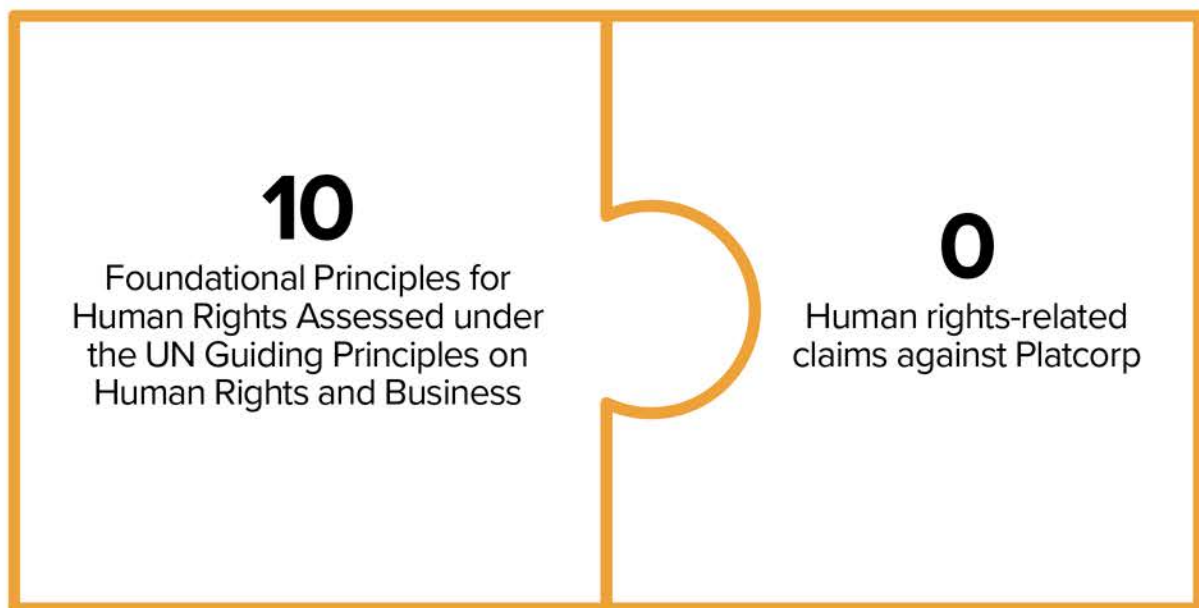 10
Foundational Principles for
Human Rights Assessed under
the UN Guiding Principles on
Human Rights and Business
0
Human rights-related
claims against Platcorp